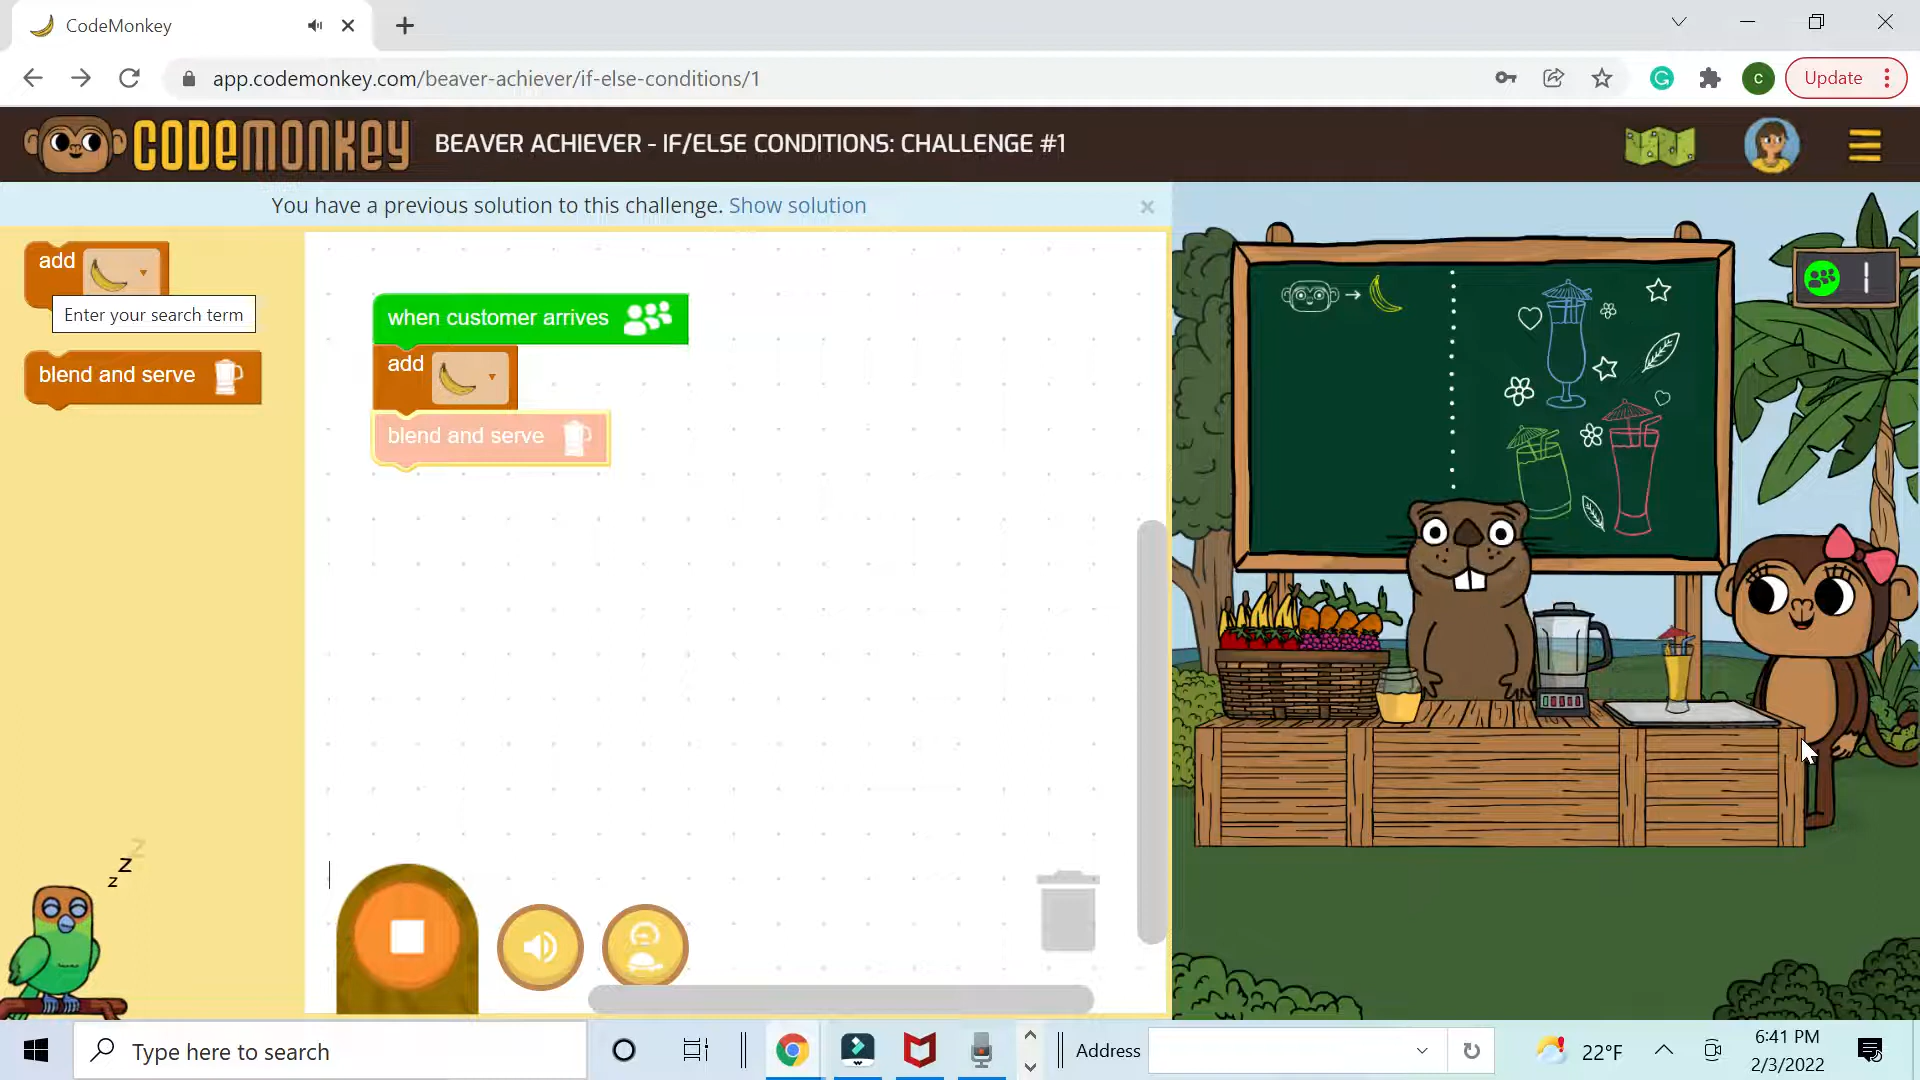 CodeMonkey
app.codemonkey.com/beaver-achiever/if-else-conditions/1
c
Update
CODEMONKEY
BEAVER ACHIEVER - IF/ELSE CONDITIONS: CHALLENGE #1
You have a previous solution to this challenge. Show solution
add
Enter your search term
blend and serve
when customer arrives
add
blend and serve
1
z
z
z
Type here to search
Address
22°F
6:41 PM
2/3/2022